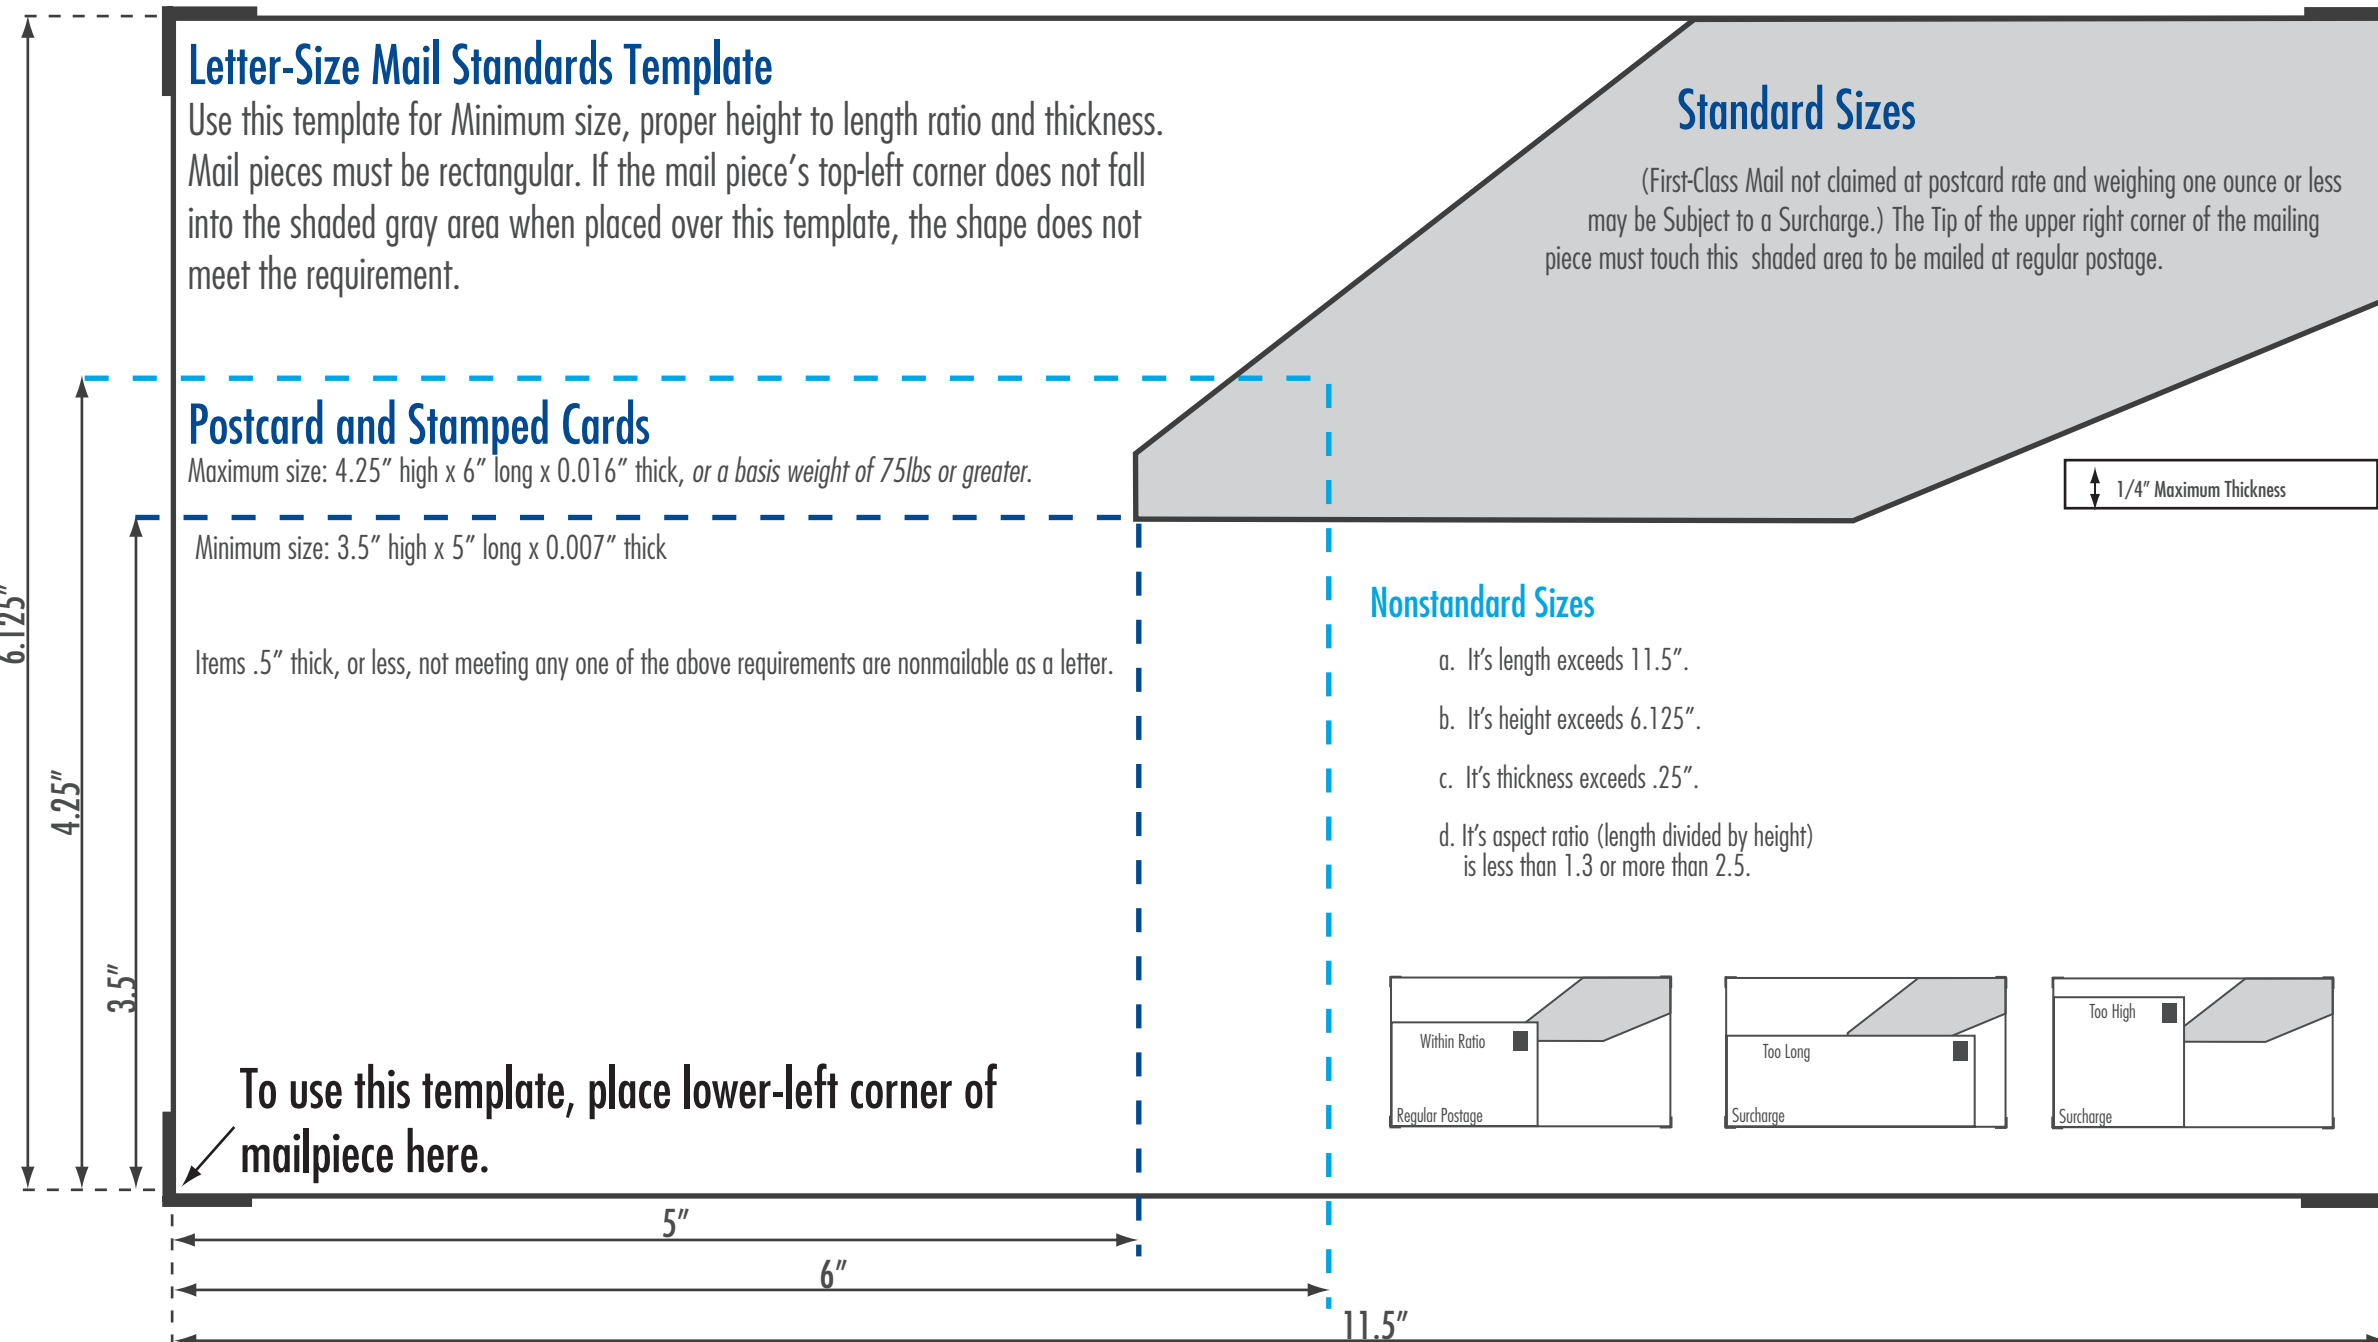 Letter-Size Mail Standards Template
Use this template for Minimum size, proper height to length ratio and thickness.
Mail pieces must be rectangular. If the mail piece’s top-left corner does not fall
into the shaded gray area when placed over this template, the shape does not
meet the requirement.
Standard Sizes
(First-Class Mail not claimed at postcard rate and weighing one ounce or less
may be Subject to a Surcharge.) The Tip of the upper right corner of the mailing
piece must touch this shaded area to be mailed at regular postage.
Postcard and Stamped Cards
Maximum size: 4.25” high x 6” long x 0.016” thick, or a basis weight of 75lbs or greater.
1/4” Maximum Thickness
Minimum size: 3.5” high x 5” long x 0.007” thick
Items .5” thick, or less, not meeting any one of the above requirements are nonmailable as a letter.
6.125”
4.25”
3.5”
Nonstandard Sizes
a. It’s length exceeds 11.5”.
b. It’s height exceeds 6.125”.
c. It’s thickness exceeds .25”.
d. It’s aspect ratio (length divided by height)
is less than 1.3 or more than 2.5.
Within Ratio
Regular Postage
Too Long
Surcharge
Too High
Surcharge
To use this template, place lower-left corner of
mailpiece here.
5”
6”
11.5”